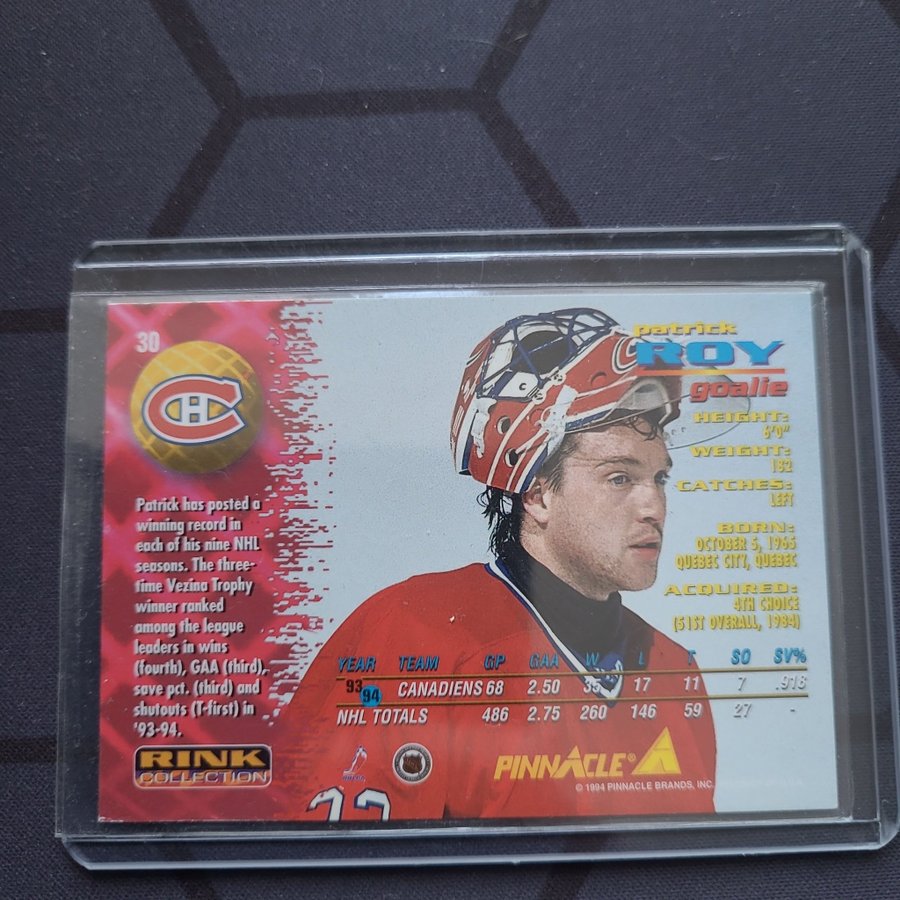 30
patrick
ROY
goalie
HEIGHT:
6'0"
WEIGHT:
182
CATCHES:
LEFT
BORN:
OCTOBER 5, 1965
QUEBEC CITY, QUEBEC
ACQUIRED:
4TH CHOICE
(51ST OVERALL, 1984)
Patrick has posted a
winning record in
each of his nine NHL
seasons. The three-
time Vezina Trophy
winner ranked
among the league
leaders in wins
(fourth), GAA (third),
save pct. (third) and
shutouts (T-first) in
'93-94.
RINK
COLLECTION
YEAR TEAM GP GAA W L T SO SV%
93 94 CANADIENS 68 2.50 35 17 11 7 .918
NHL TOTALS 486 2.75 260 146 59 27 -
PINNACLE®
© 1994 PINNACLE BRANDS, INC.